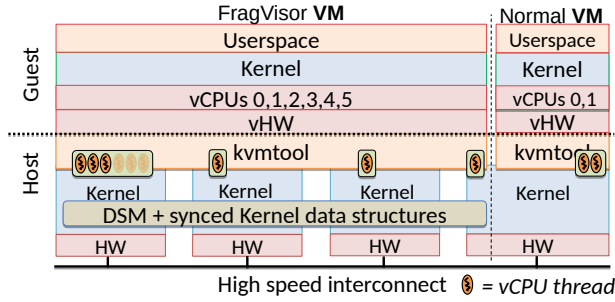 FragVisor VM
Normal VM
Guest
Userspace
Userspace
Kernel
Kernel
vCPUs 0,1,2,3,4,5
vCPUs 0,1
vHW
vHW
Host
kvmtool
kvmtool
Kernel
Kernel
Kernel
Kernel
DSM + synced Kernel data structures
HW
HW
HW
HW
High speed interconnect
= vCPU thread